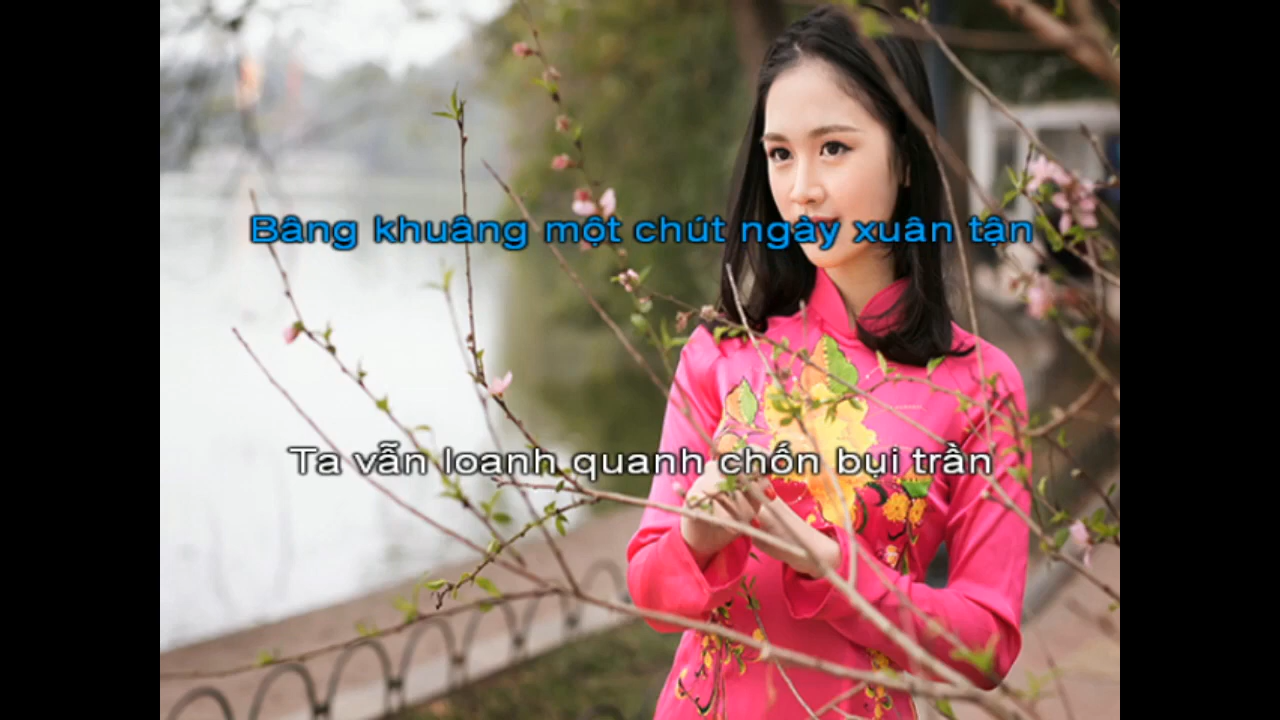 Bâng khuâng một chút ngày xuân tận
Ta vẫn loanh quanh chốn bụi trần